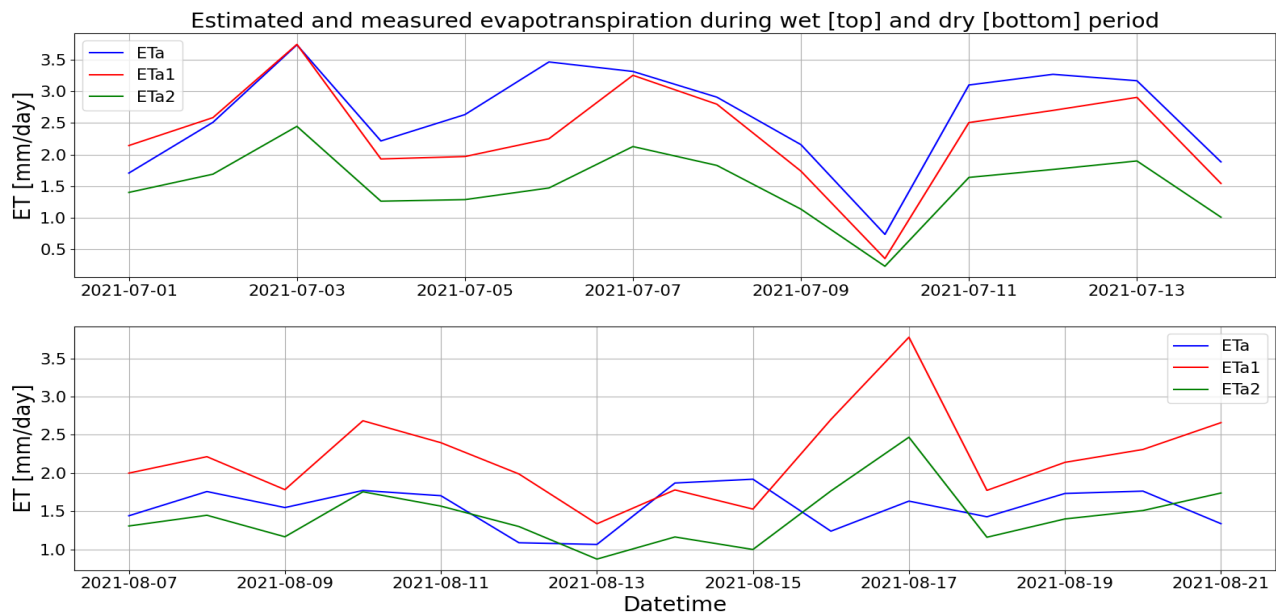 Estimated and measured evapotranspiration during wet [top] and dry [bottom] period
ET [mm/day]
3.5
3.0
2.5
2.0
1.5
1.0
0.5
ETa
ETa1
ETa2
2021-07-01 2021-07-03 2021-07-05 2021-07-07 2021-07-09 2021-07-11 2021-07-13
ET [mm/day]
3.5
3.0
2.5
2.0
1.5
1.0
ETa
ETa1
ETa2
2021-08-07 2021-08-09 2021-08-11 2021-08-13 2021-08-15 2021-08-17 2021-08-19 2021-08-21
Datetime